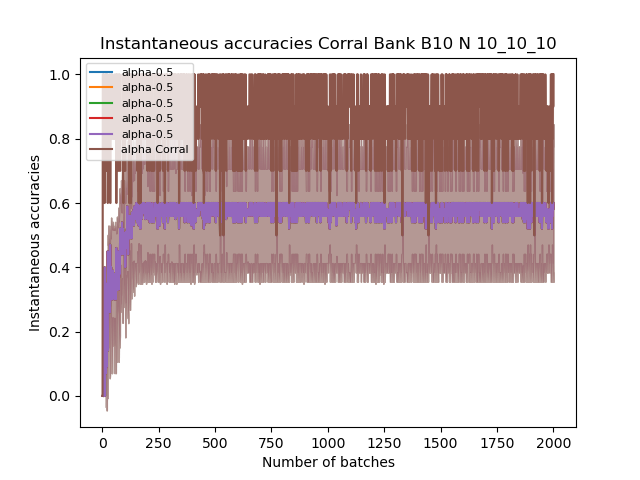 Instantaneous accuracies Corral Bank B10 N 10_10_10
alpha-0.5
alpha-0.5
alpha-0.5
alpha-0.5
alpha-0.5
alpha Corral
Instantaneous accuracies
1.0
0.8
0.6
0.4
0.2
0.0
0 250 500 750 1000 1250 1500 1750 2000
Number of batches